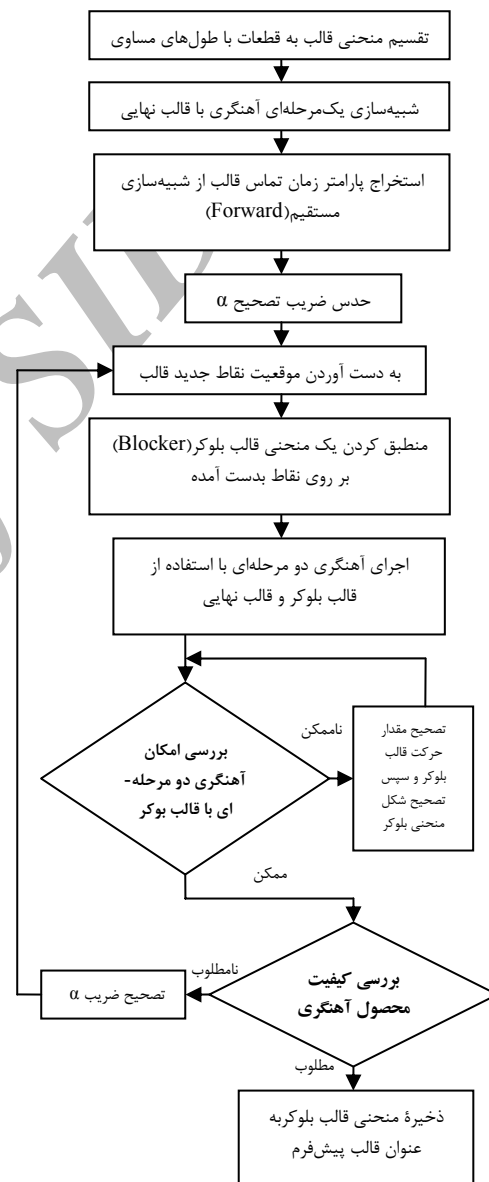 تقسیم منحنی قالب به قطعات با طول‌های مساوی
شبیه‌سازی یک‌مرحله‌ای آهنگری با قالب نهایی
استخراج پارامتر زمان تماس قالب از شبیه‌سازی
مستقیم(Forward)
حدس ضریب تصحیح α
به دست آوردن موقعیت نقاط جدید قالب
منطبق کردن یک منحنی قالب بلوکر(Blocker)
بر روی نقاط بدست آمده
اجرای آهنگری دو مرحله‌ای با استفاده از
قالب بلوکر و قالب نهایی
بررسی امکان
آهنگری دو مرحله-
ای با قالب بوکر
ناممکن
تصحیح مقدار
حرکت قالب
بلوکر و سپس
تصحیح شکل
منحنی بلوکر
ممکن
بررسی کیفیت
محصول آهنگری
نامطلوب
تصحیح ضریب α
مطلوب
ذخیرهٔ منحنی قالب بلوکربه
عنوان قالب پیش‌فرم